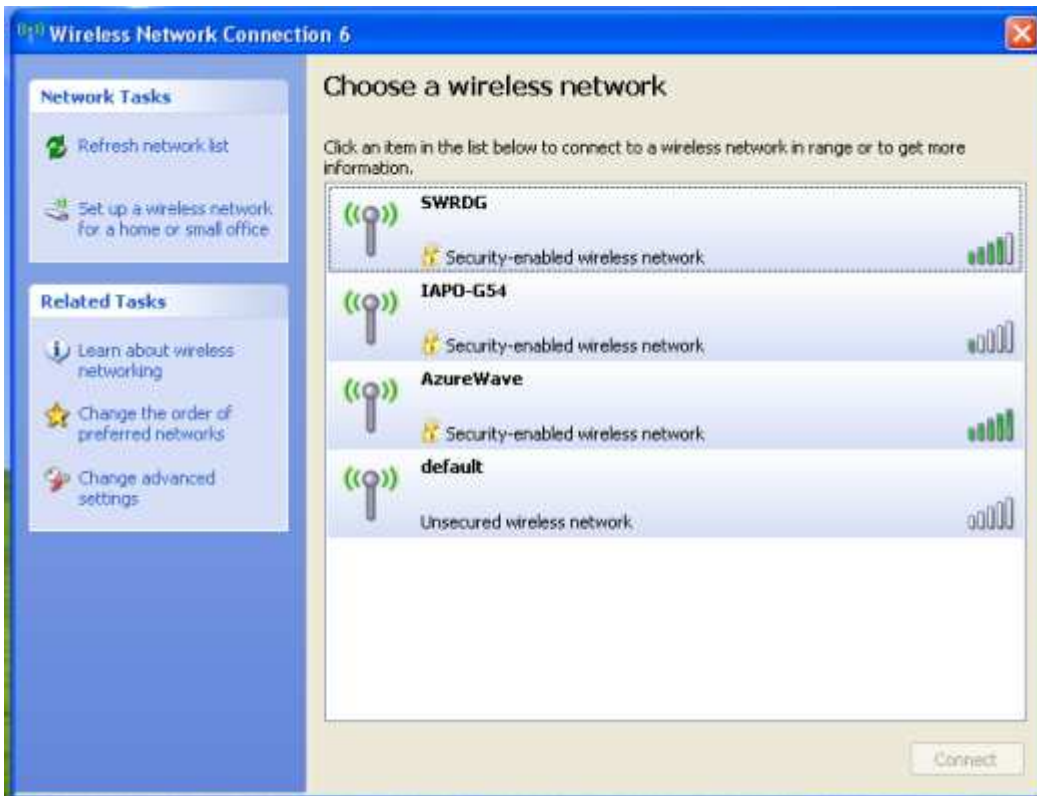 Wireless Network Connection 6
Network Tasks
Refresh network list
Set up a wireless network
for a home or small office
Related Tasks
Learn about wireless
networking
Change the order of
preferred networks
Change advanced
settings
Choose a wireless network
Click an item in the list below to connect to a wireless network in range or to get more
information.
SWRDG
Security-enabled wireless network
IAPO-G54
Security-enabled wireless network
AzureWave
Security-enabled wireless network
default
Unsecured wireless network
Connect